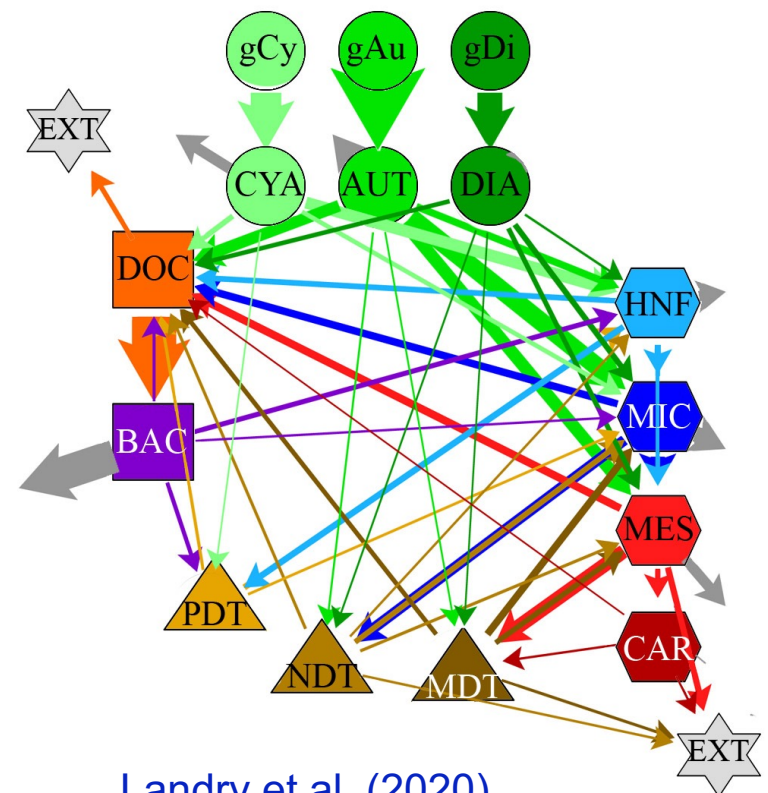 gCy gAu gDi
EXT
CYA AUT DIA
DOC
HNF
MIC
BAC
MES
PDT
CAR
NDT MDT
EXT
Landry et al. (2020)